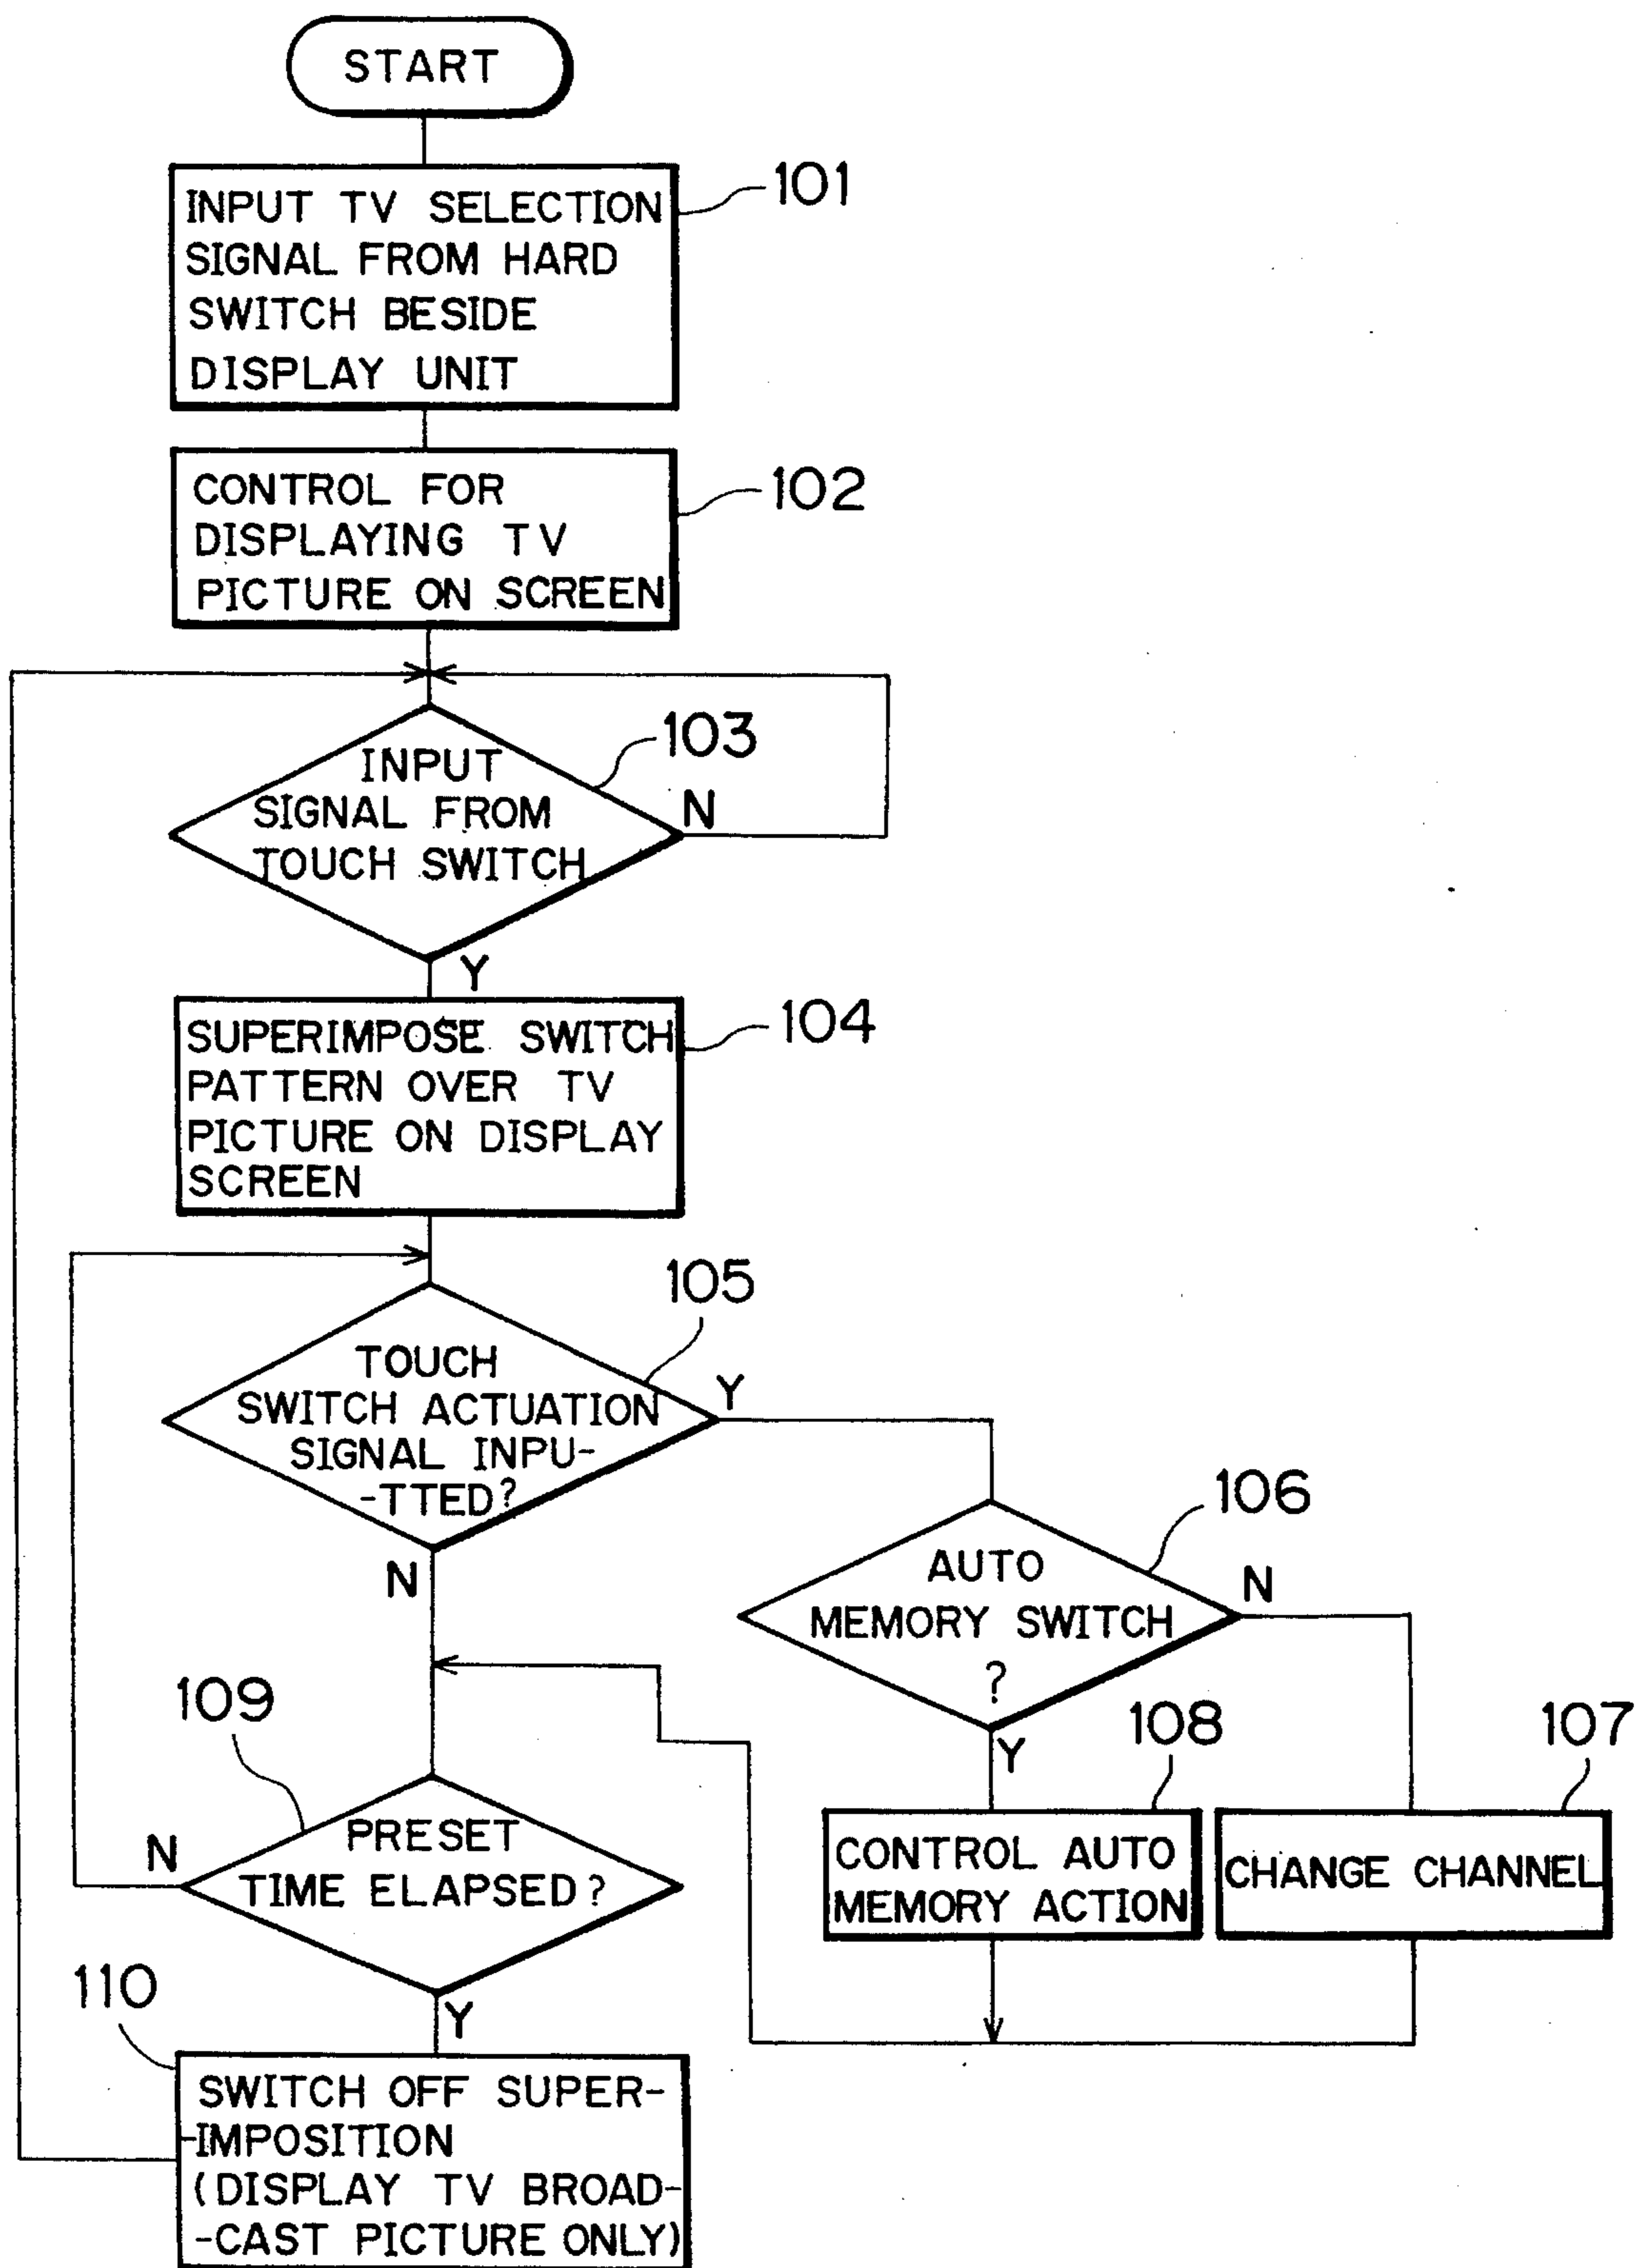 START
INPUT TV SELECTION
SIGNAL FROM HARD
SWITCH BESIDE
DISPLAY UNIT
101
CONTROL FOR
DISPLAYING TV
PICTURE ON SCREEN
102
INPUT
SIGNAL FROM
TOUCH SWITCH
103
N
Y
SUPERIMPOSE SWITCH
PATTERN OVER TV
PICTURE ON DISPLAY
SCREEN
104
TOUCH
SWITCH ACTUATION
SIGNAL INPU-
-TTED?
105
Y
N
AUTO
MEMORY SWITCH
?
106
N
Y
CONTROL AUTO
MEMORY ACTION
108
CHANGE CHANNEL
107
PRESET
TIME ELAPSED?
109
N
Y
SWITCH OFF SUPER-
-IMPOSITION
(DISPLAY TV BROAD-
-CAST PICTURE ONLY)
110